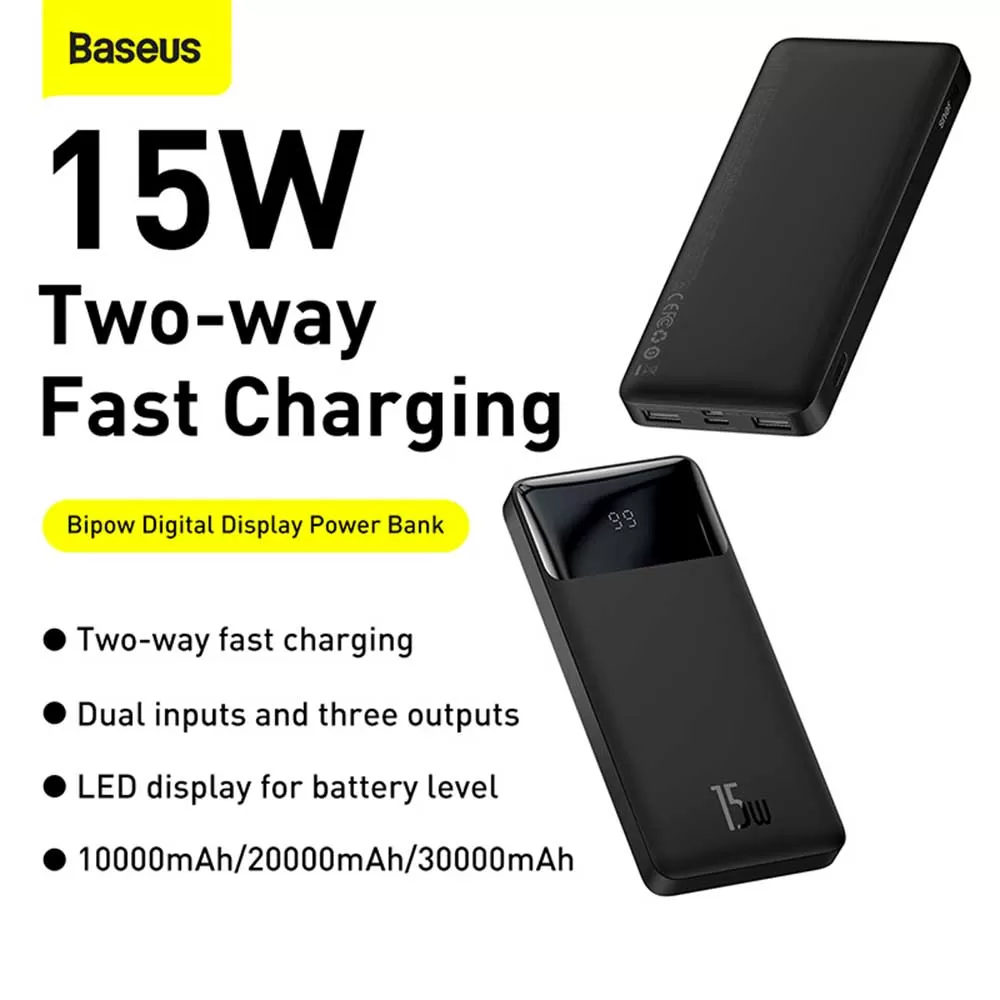 Baseus
15W
Two-way
Fast Charging
Bipow Digital Display Power Bank
● Two-way fast charging
● Dual inputs and three outputs
● LED display for battery level
● 10000mAh/20000mAh/30000mAh
99
15W